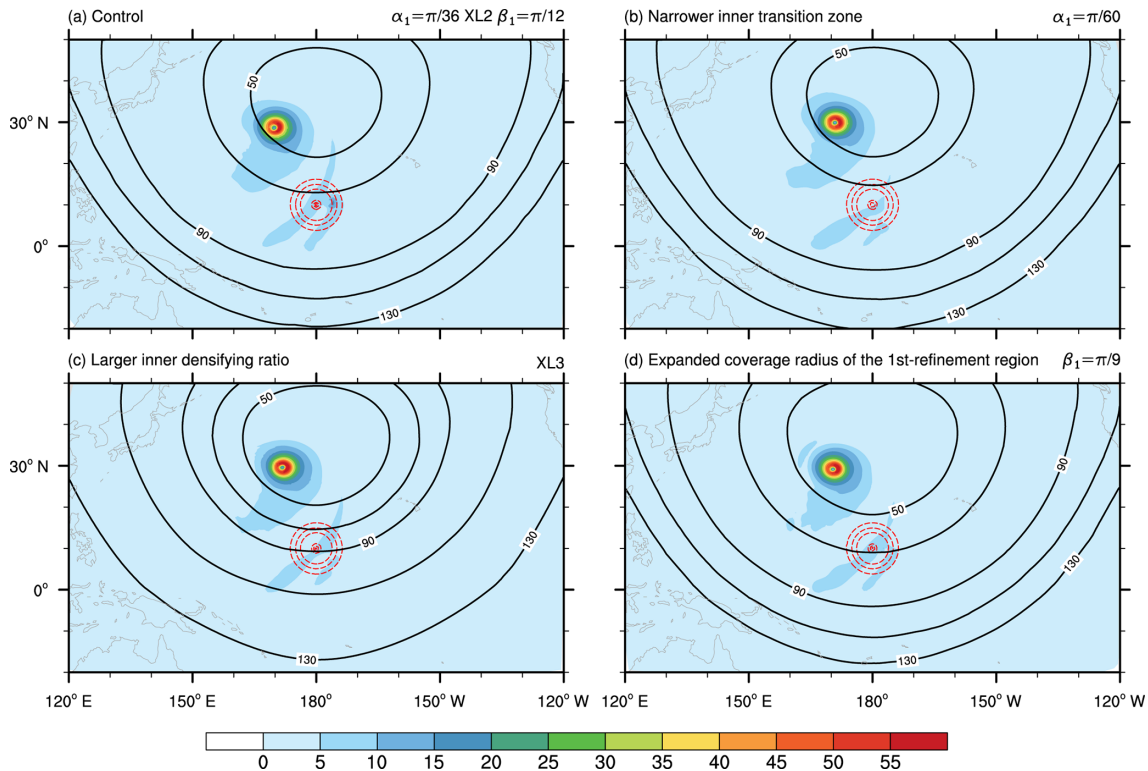 (a) Control α₁=π/36 XL2 β₁=π/12
(b) Narrower inner transition zone α₁=π/60
50
50
30° N
90
90
90
90
0°
130
130
130
(c) Larger inner densifying ratio XL3
(d) Expanded coverage radius of the 1st-refinement region β₁=π/9
50
50
30° N
90
90
90
130
130
0°
130
130
120° E 150° E 180° 150° W 120° W 150° E 180° 150° W 120° W
0 5 10 15 20 25 30 35 40 45 50 55